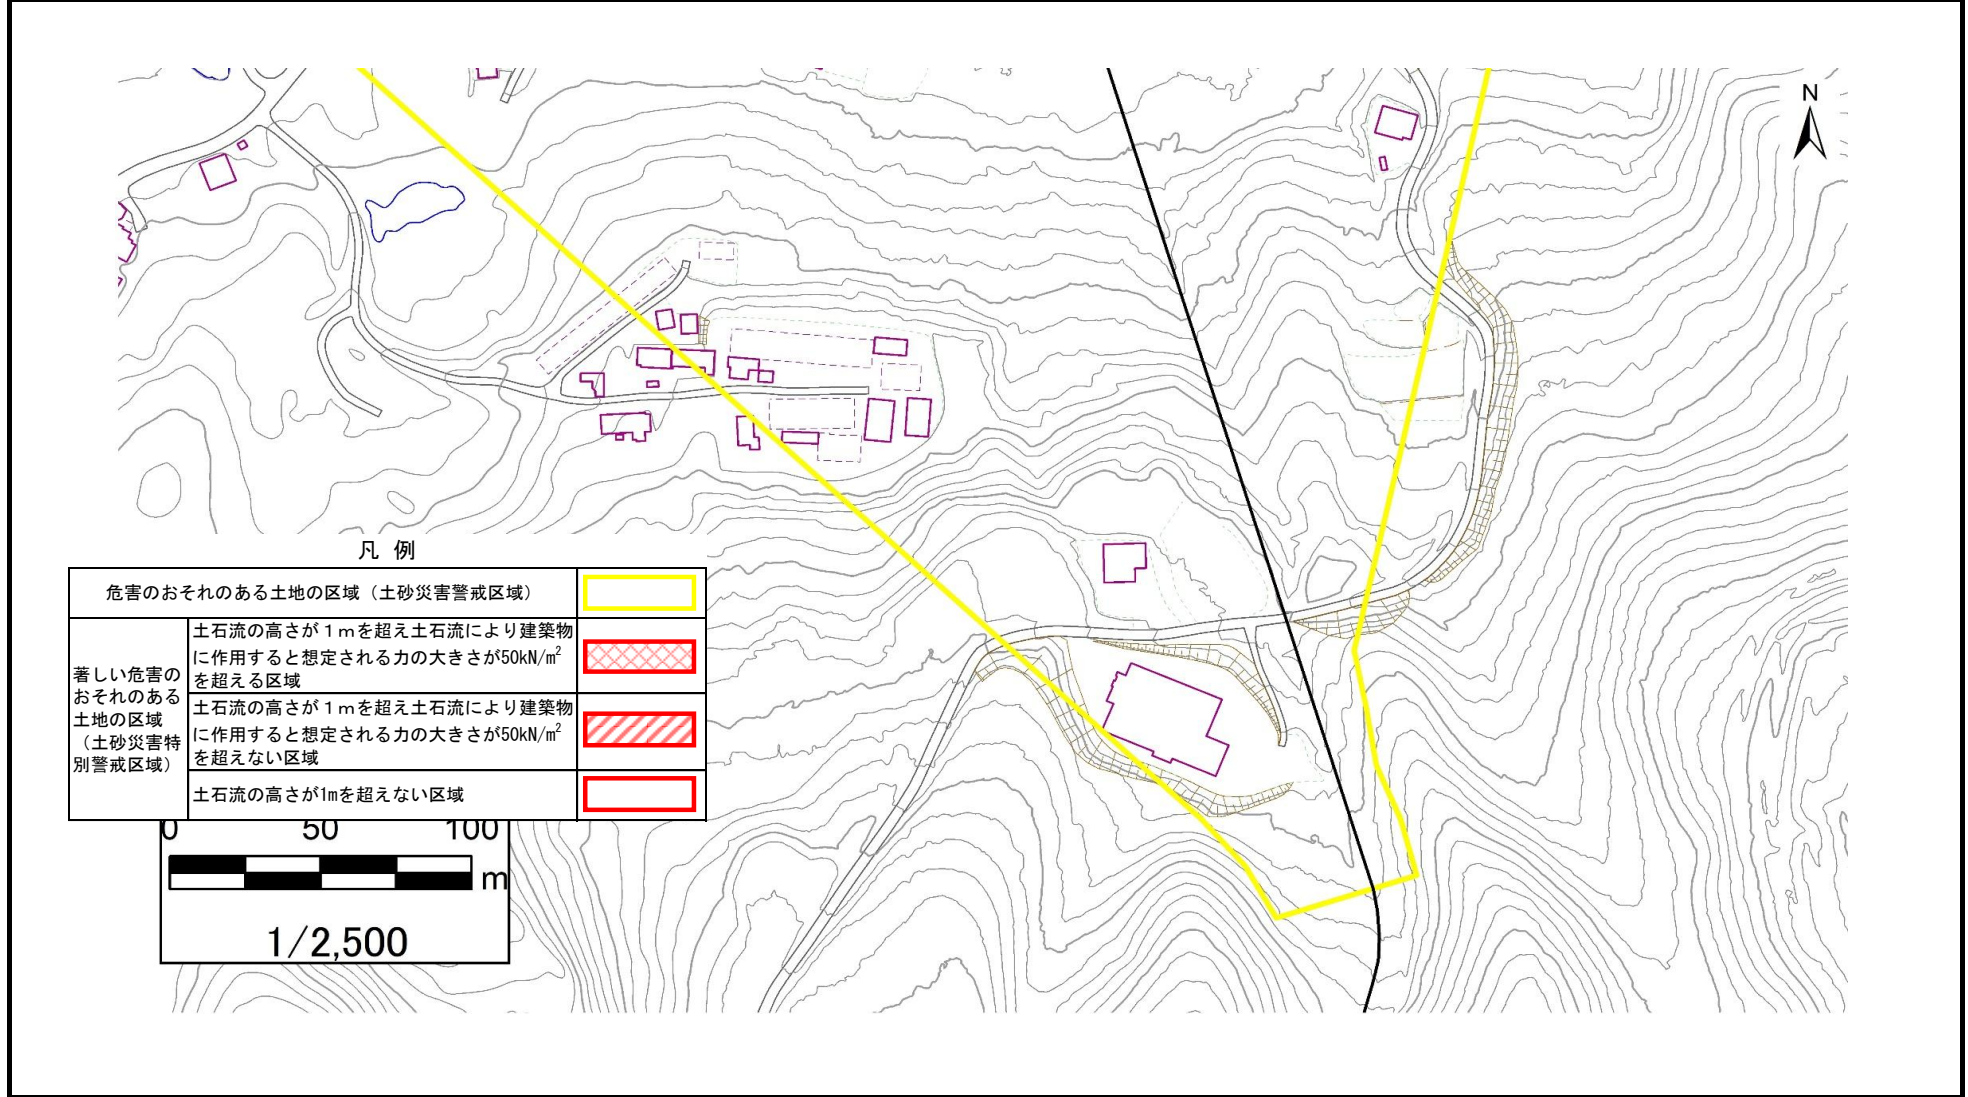 N
凡 例
危害のおそれのある土地の区域（土砂災害警戒区域）
著しい危害の
おそれのある
土地の区域
（土砂災害特
別警戒区域）
土石流の高さが１ｍを超え土石流により建築物
に作用すると想定される力の大きさが50kN/m²
を超える区域
土石流の高さが１ｍを超え土石流により建築物
に作用すると想定される力の大きさが50kN/m²
を超えない区域
土石流の高さが1mを超えない区域
0 50 100
m
1/2,500